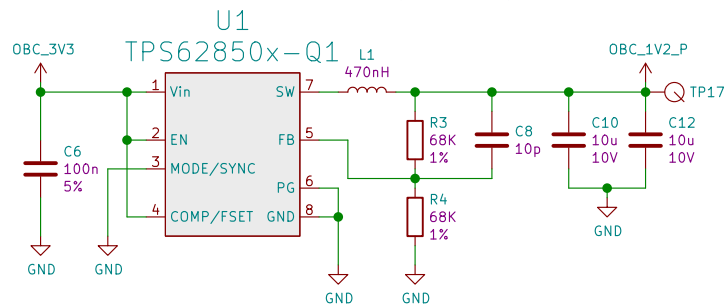 U1
TPS62850x-Q1
OBC_3V3
L1
470nH
OBC_1V2_P
1
Vin
SW
7
TP17
2
EN
FB
5
R3
68K
1%
C8
10p
C10
10u
10V
C12
10u
10V
C6
100n
5%
3
MODE/SYNC
PG
6
R4
68K
1%
4
COMP/FSET
GND
8
GND
GND
GND
GND
GND